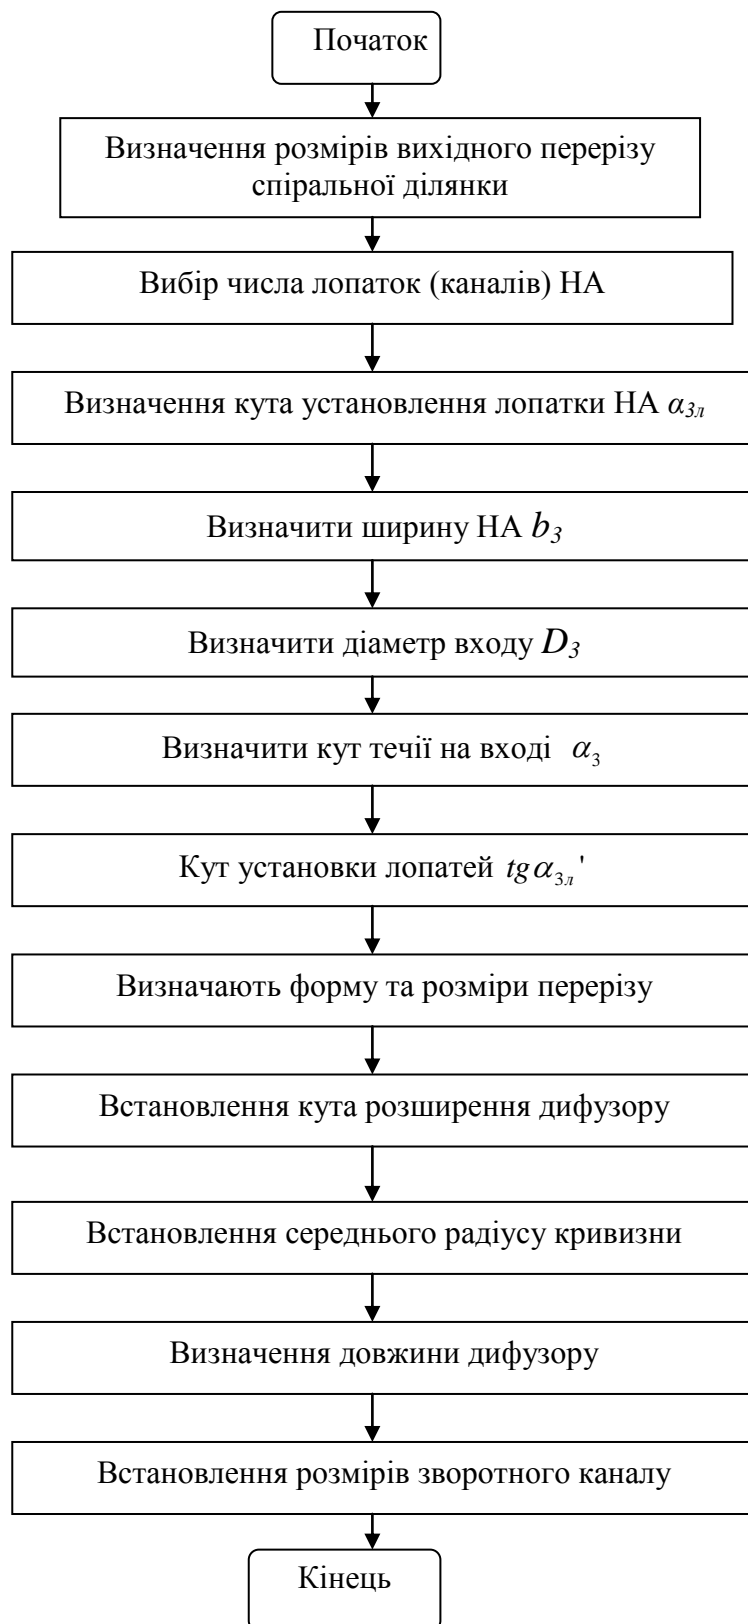 Початок
Визначення розмірів вихідного перерізу
спіральної ділянки
Вибір числа лопаток (каналів) НА
Визначення кута установлення лопатки НА α3л
Визначити ширину НА b3
Визначити діаметр входу D3
Визначити кут течії на вході α3
Кут установки лопатей tgα3л'
Визначають форму та розміри перерізу
Встановлення кута розширення дифузору
Встановлення середнього радіусу кривизни
Визначення довжини дифузору
Встановлення розмірів зворотного каналу
Кінець